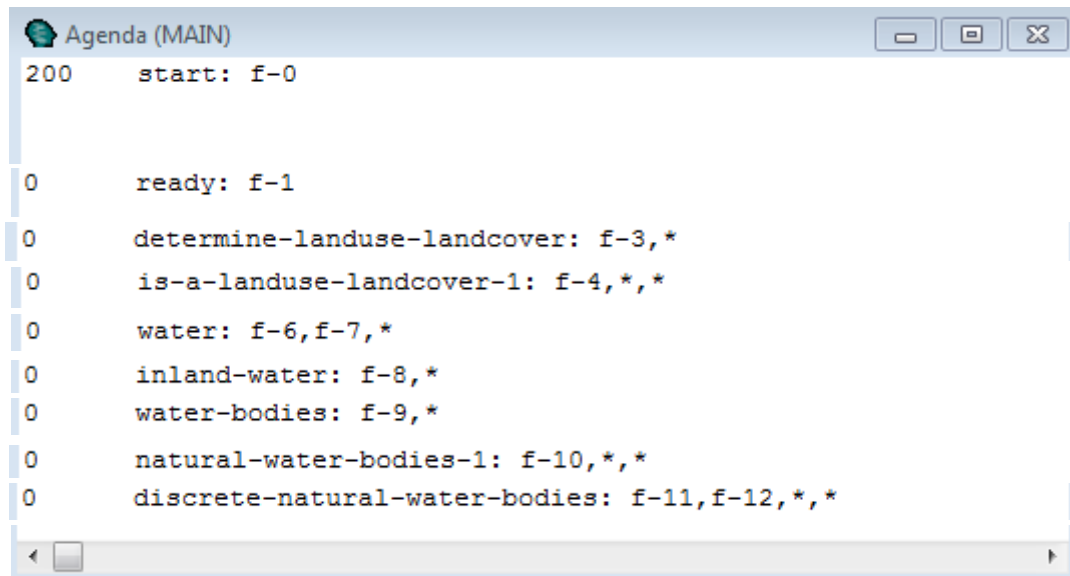 Agenda (MAIN)
200 start: f-0
0 ready: f-1
0 determine-landuse-landcover: f-3,*
0 is-a-landuse-landcover-1: f-4,*,*
0 water: f-6,f-7,*
0 inland-water: f-8,*
0 water-bodies: f-9,*
0 natural-water-bodies-1: f-10,*,*
0 discrete-natural-water-bodies: f-11,f-12,*,*